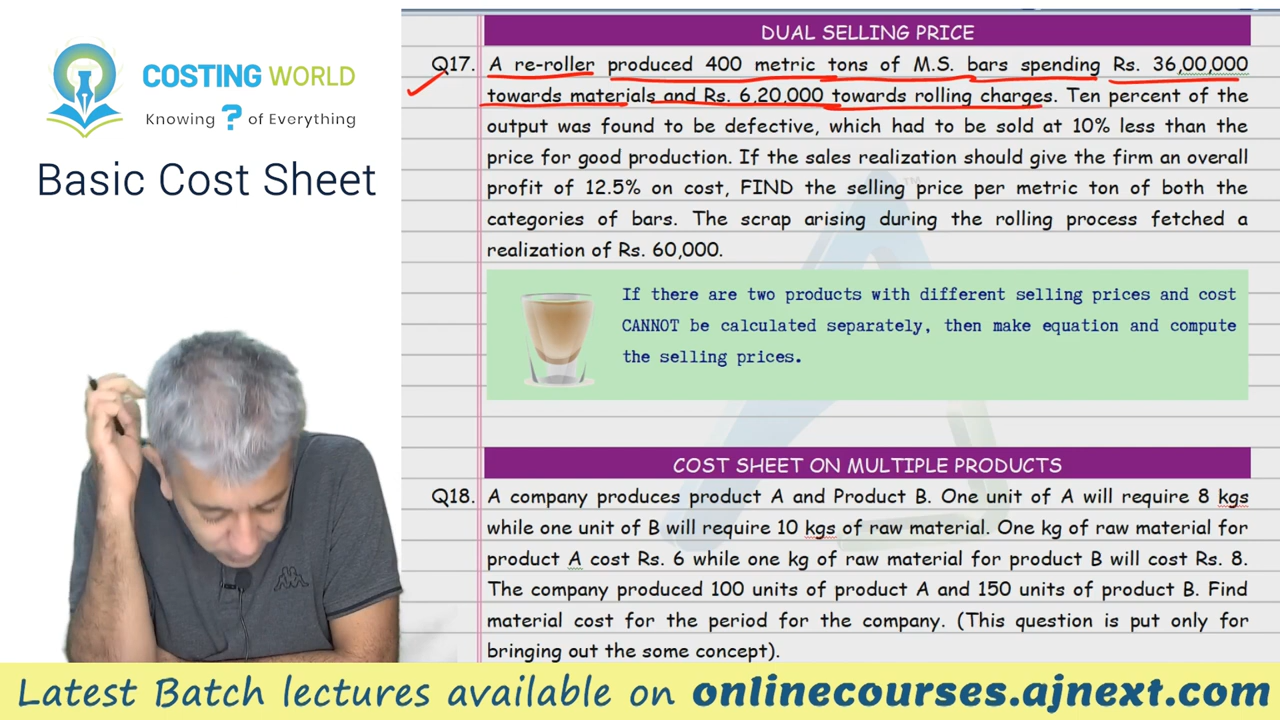 COSTING WORLD
Knowing ? of Everything
Basic Cost Sheet
DUAL SELLING PRICE
Q17. A re-roller produced 400 metric tons of M.S. bars spending Rs. 36,00,000
towards materials and Rs. 6,20,000 towards rolling charges. Ten percent of the
output was found to be defective, which had to be sold at 10% less than the
price for good production. If the sales realization should give the firm an overall
profit of 12.5% on cost, FIND the selling price per metric ton of both the
categories of bars. The scrap arising during the rolling process fetched a
realization of Rs. 60,000.
If there are two products with different selling prices and cost
CANNOT be calculated separately, then make equation and compute
the selling prices.
COST SHEET ON MULTIPLE PRODUCTS
Q18. A company produces product A and Product B. One unit of A will require 8 kgs
while one unit of B will require 10 kgs of raw material. One kg of raw material for
product A cost Rs. 6 while one kg of raw material for product B will cost Rs. 8.
The company produced 100 units of product A and 150 units of product B. Find
material cost for the period for the company. (This question is put only for
bringing out the some concept).
Latest Batch lectures available on onlinecourses.ajnext.com